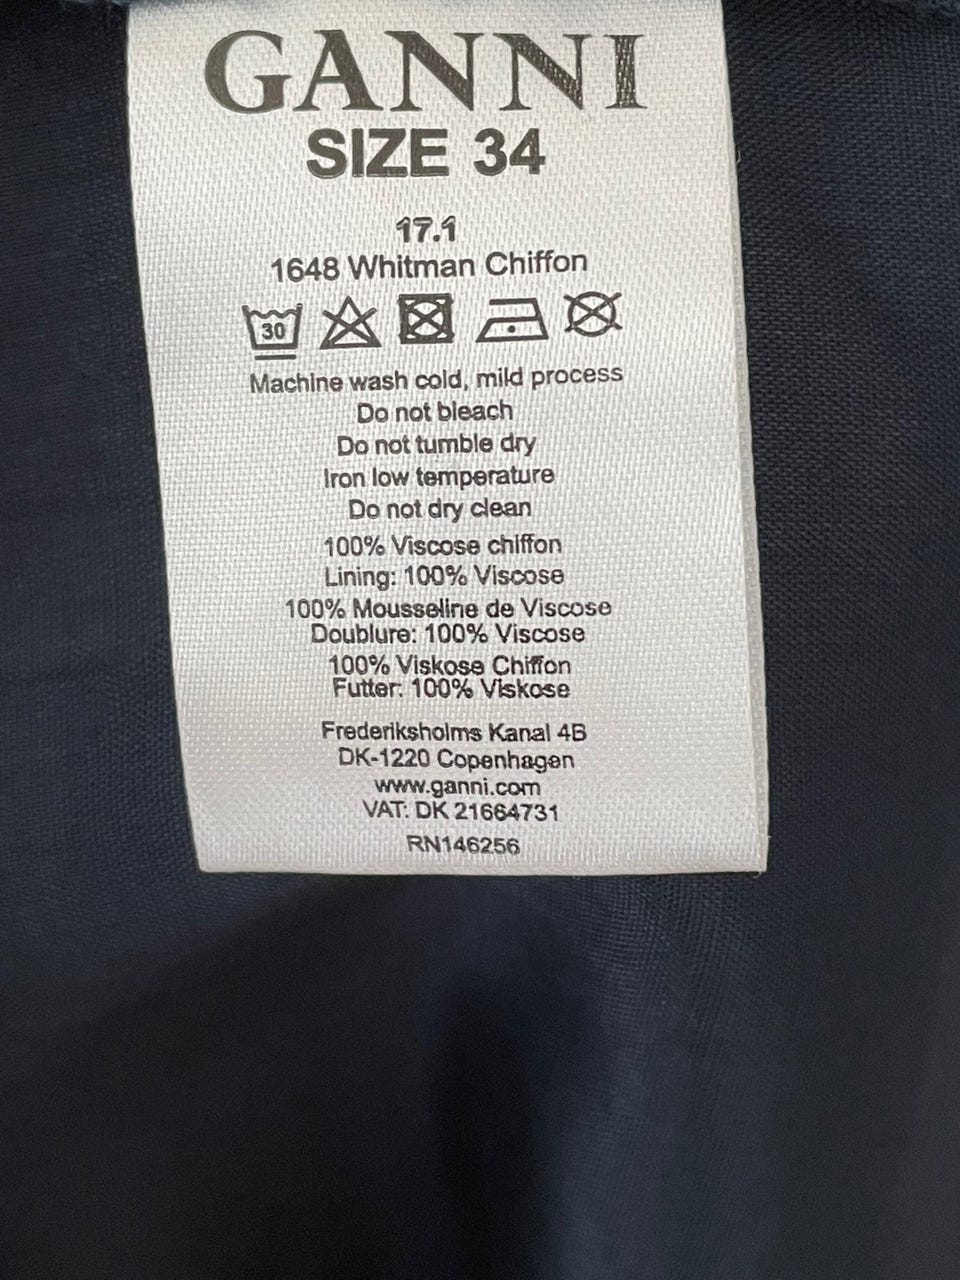 GANNI
SIZE 34
17.1
1648 Whitman Chiffon
30
Machine wash cold, mild process
Do not bleach
Do not tumble dry
Iron low temperature
Do not dry clean
100% Viscose chiffon
Lining: 100% Viscose
100% Mousseline de Viscose
Doublure: 100% Viscose
100% Viskose Chiffon
Futter: 100% Viskose
Frederiksholms Kanal 4B
DK-1220 Copenhagen
www.ganni.com
VAT: DK 21664731
RN146256